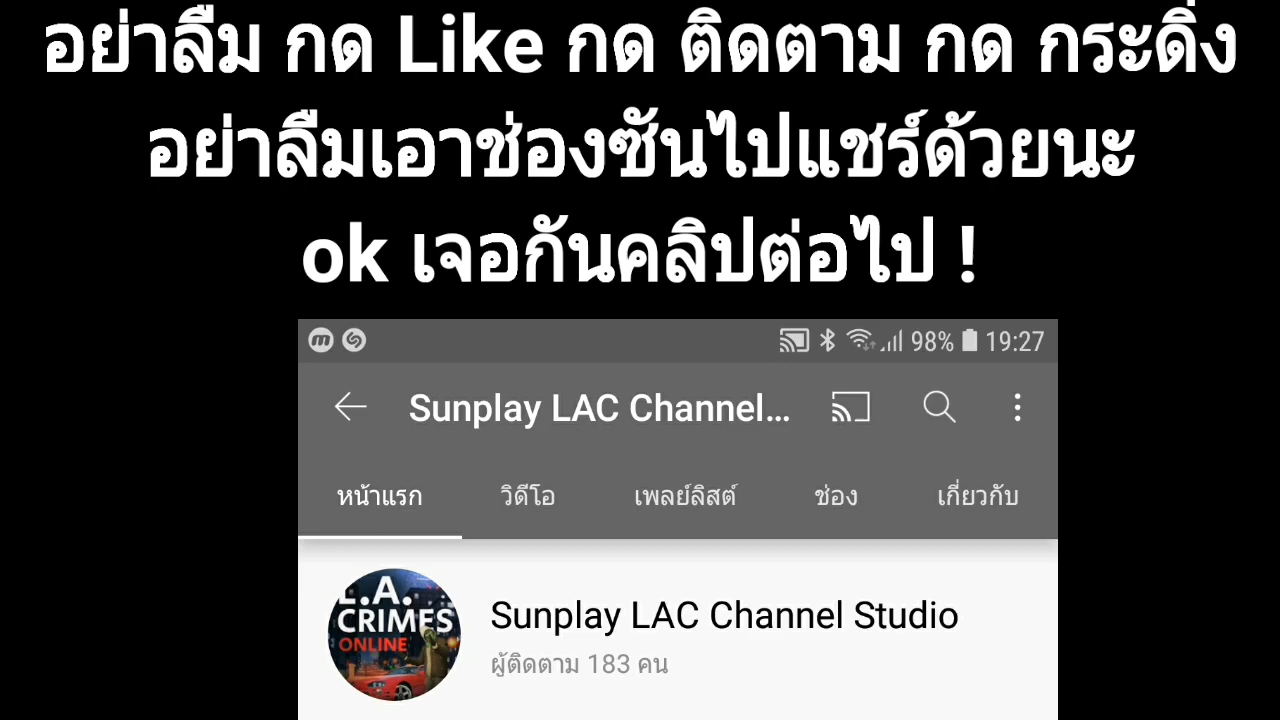 อย่าลืม กด Like กด ติดตาม กด กระดิ่ง
อย่าลืมเอาช่องซันไปแชร์ด้วยนะ
ok เจอกันคลิปต่อไป !
98% 19:27
Sunplay LAC Channel...
หน้าแรก วิดีโอ เพลย์ลิสต์ ช่อง เกี่ยวกับ
L.A.
CRIMES
ONLINE
Sunplay LAC Channel Studio
ผู้ติดตาม 183 คน